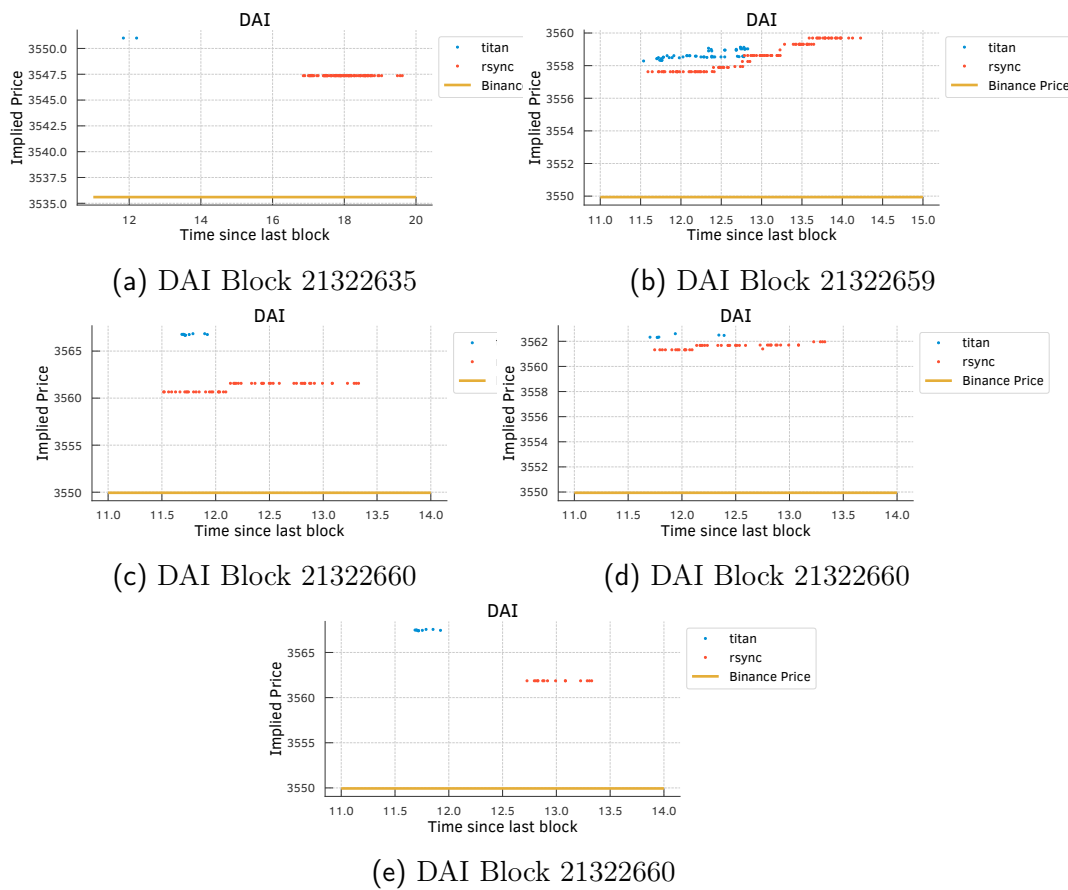 DAI
Implied Price
3550.0
3547.5
3545.0
3542.5
3540.0
3537.5
3535.0
12 14 16 18 20
Time since last block
titan
rsync
Binance
(a) DAI Block 21322635
DAI
Implied Price
3560
3558
3556
3554
3552
3550
11.0 11.5 12.0 12.5 13.0 13.5 14.0 14.5 15.0
Time since last block
titan
rsync
Binance Price
(b) DAI Block 21322659
DAI
Implied Price
3565
3560
3555
3550
11.0 11.5 12.0 12.5 13.0 13.5 14.0
Time since last block
(c) DAI Block 21322660
DAI
Implied Price
3562
3560
3558
3556
3554
3552
3550
11.0 11.5 12.0 12.5 13.0 13.5 14.0
Time since last block
titan
rsync
Binance Price
(d) DAI Block 21322660
DAI
Implied Price
3565
3560
3555
3550
11.0 11.5 12.0 12.5 13.0 13.5 14.0
Time since last block
titan
rsync
Binance Price
(e) DAI Block 21322660